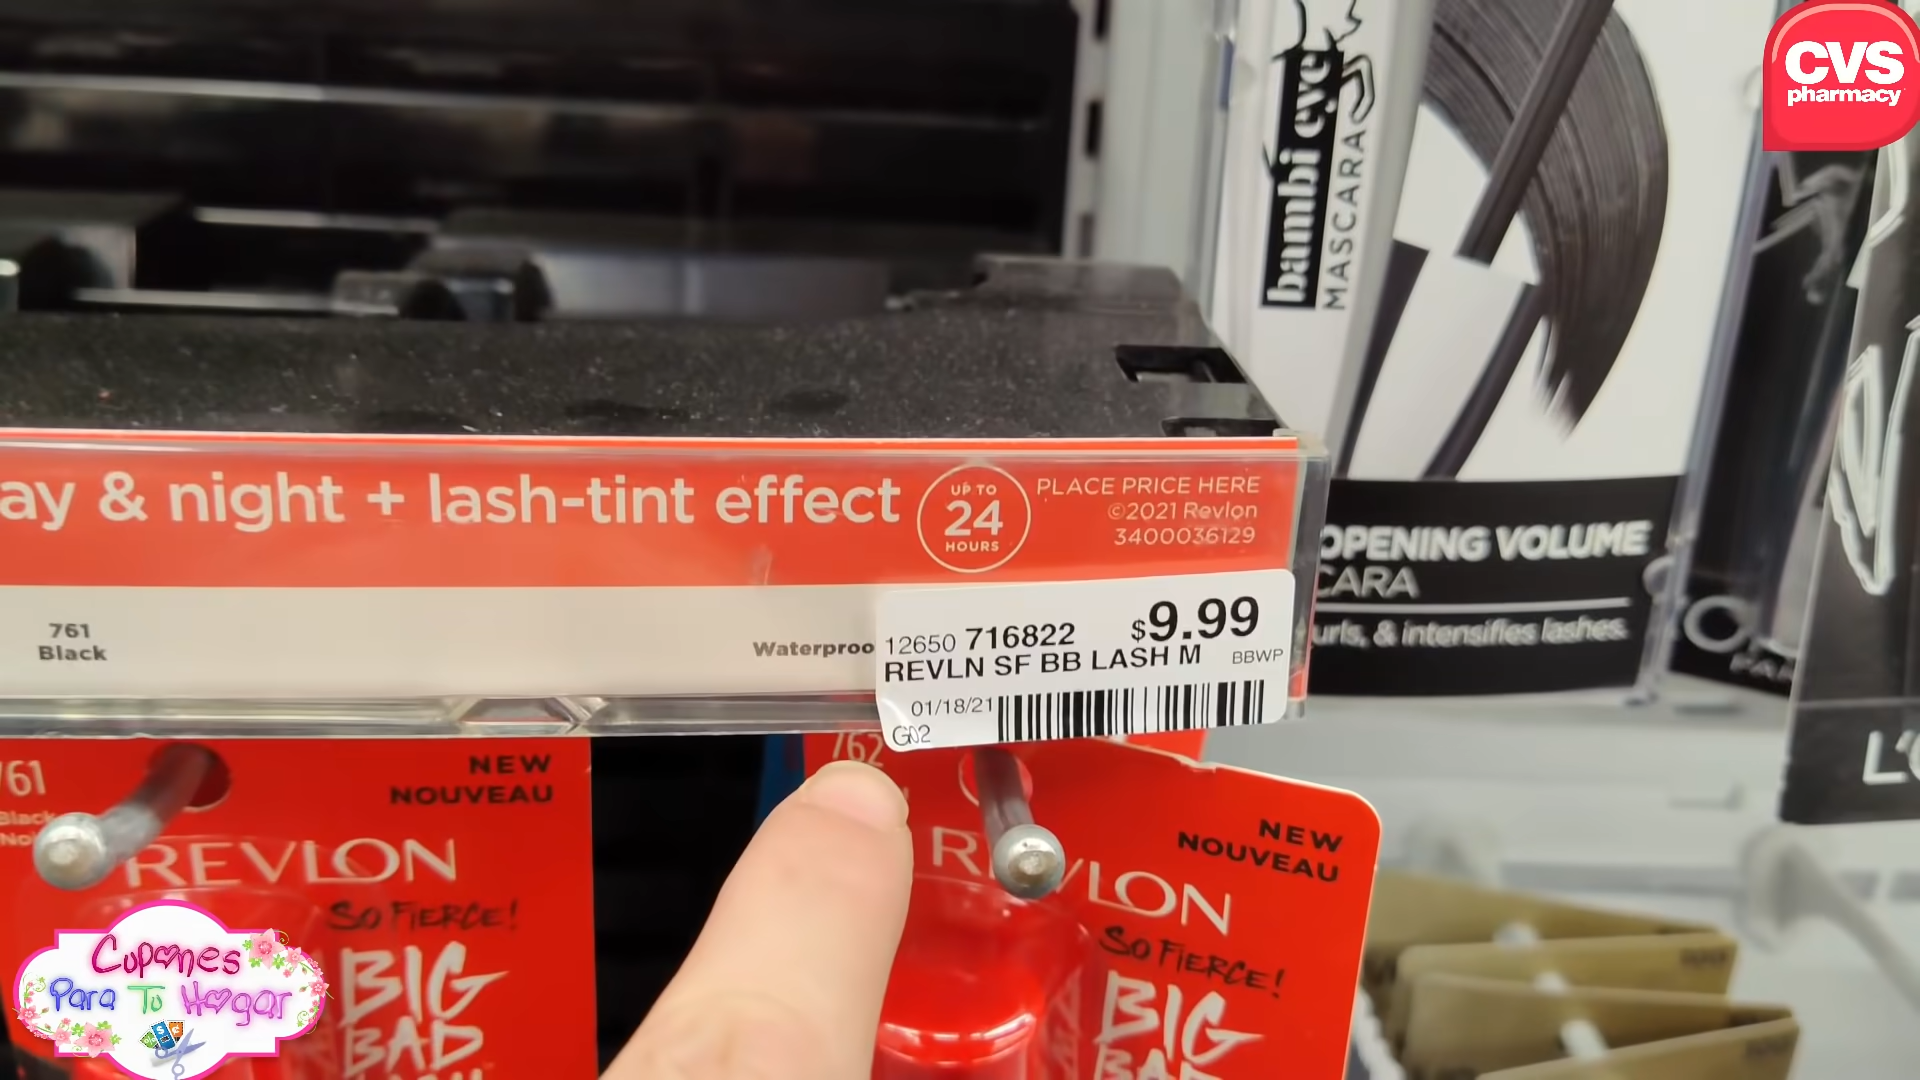 CVS
pharmacy
bambi eye
MASCARA
ay & night + lash-tint effect
UP TO
24
HOURS
PLACE PRICE HERE
©2021 Revlon
3400036129
OPENING VOLUME
CARA
urls, & intensifies lashes.
761
Black
Waterproo
12650 716822 $9.99
REVLN SF BB LASH M BBWP
01/18/21
G02
761
Black
NEW
NOUVEAU
REVLON
SO FIERCE!
BIG
BAD
762
NEW
NOUVEAU
REVLON
SO FIERCE!
BIG
Cupones
Para Tu Hogar